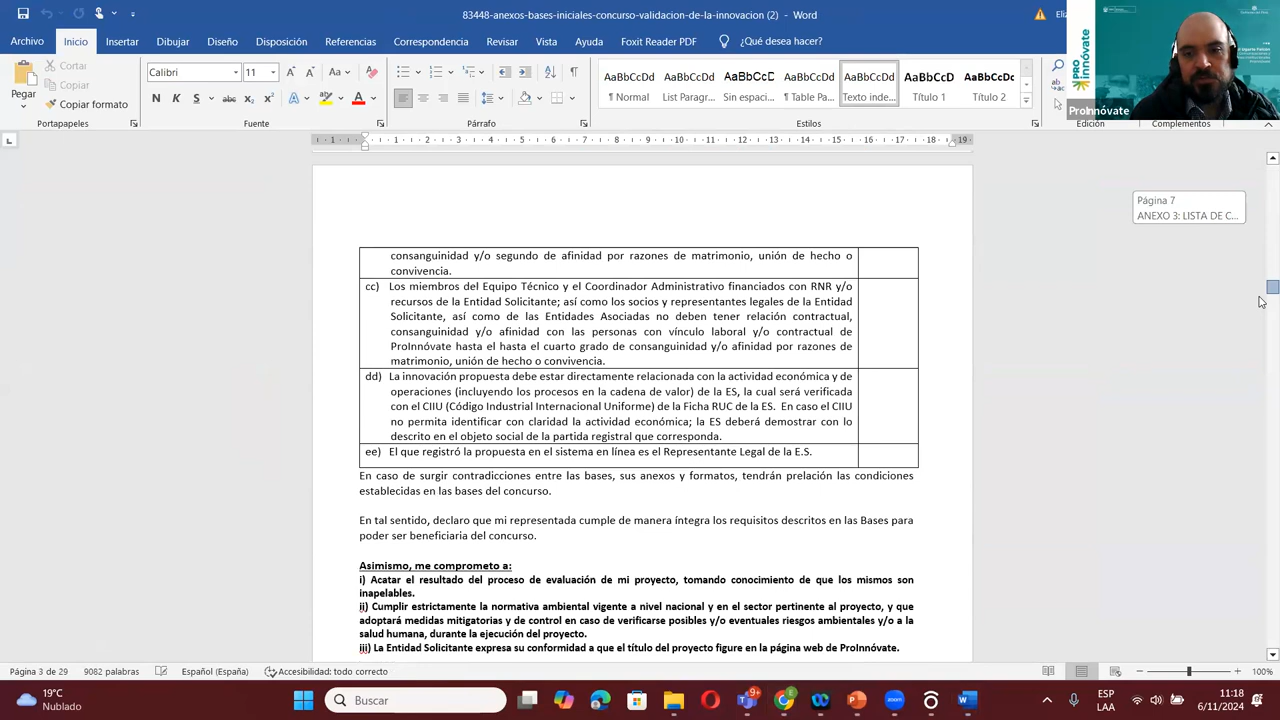 83448-anexos-bases-iniciales-concurso-validacion-de-la-innovacion (2) - Word
Eli
Archivo Inicio Insertar Dibujar Diseño Disposición Referencias Correspondencia Revisar Vista Ayuda Foxit Reader PDF ¿Qué desea hacer?
Pegar
Cortar
Copiar
Copiar formato
Portapapeles
Calibri 11
N K S abc x₂ x²
Fuente
Párrafo
AaBbCcDd AaBbCcDd AaBbCcD AaBbCcDd AaBbCcDd AaBbCcD AaBbCcDc
¶ Normal List Paragr... Sin espaci... ¶ Table Pa... Texto inde... Título 1 Título 2
Estilos
Edición
Complementos
PRO innóvate
ProInnóvate
Página 7
ANEXO 3: LISTA DE C...
consanguinidad y/o segundo de afinidad por razones de matrimonio, unión de hecho o
convivencia.
cc) Los miembros del Equipo Técnico y el Coordinador Administrativo financiados con RNR y/o
recursos de la Entidad Solicitante; así como los socios y representantes legales de la Entidad
Solicitante, así como de las Entidades Asociadas no deben tener relación contractual,
consanguinidad y/o afinidad con las personas con vínculo laboral y/o contractual de
ProInnóvate hasta el hasta el cuarto grado de consanguinidad y/o afinidad por razones de
matrimonio, unión de hecho o convivencia.
dd) La innovación propuesta debe estar directamente relacionada con la actividad económica y de
operaciones (incluyendo los procesos en la cadena de valor) de la ES, la cual será verificada
con el CIIU (Código Industrial Internacional Uniforme) de la Ficha RUC de la ES. En caso el CIIU
no permita identificar con claridad la actividad económica; la ES deberá demostrar con lo
descrito en el objeto social de la partida registral que corresponda.
ee) El que registró la propuesta en el sistema en línea es el Representante Legal de la E.S.
En caso de surgir contradicciones entre las bases, sus anexos y formatos, tendrán prelación las condiciones
establecidas en las bases del concurso.
En tal sentido, declaro que mi representada cumple de manera íntegra los requisitos descritos en las Bases para
poder ser beneficiaria del concurso.
Asimismo, me comprometo a:
i) Acatar el resultado del proceso de evaluación de mi proyecto, tomando conocimiento de que los mismos son
inapelables.
ii) Cumplir estrictamente la normativa ambiental vigente a nivel nacional y en el sector pertinente al proyecto, y que
adoptará medidas mitigatorias y de control en caso de verificarse posibles y/o eventuales riesgos ambientales y/o a la
salud humana, durante la ejecución del proyecto.
iii) La Entidad Solicitante expresa su conformidad a que el título del proyecto figure en la página web de ProInnóvate.
Página 3 de 29 9082 palabras Español (España) Accesibilidad: todo correcto 100%
19°C
Nublado
Buscar
9+
zoom
ESP
LAA
11:18
6/11/2024